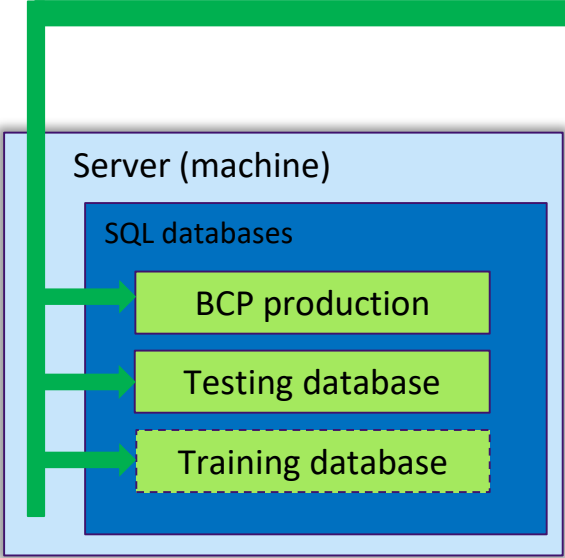 Server (machine)
SQL databases
BCP production
Testing database
Training database